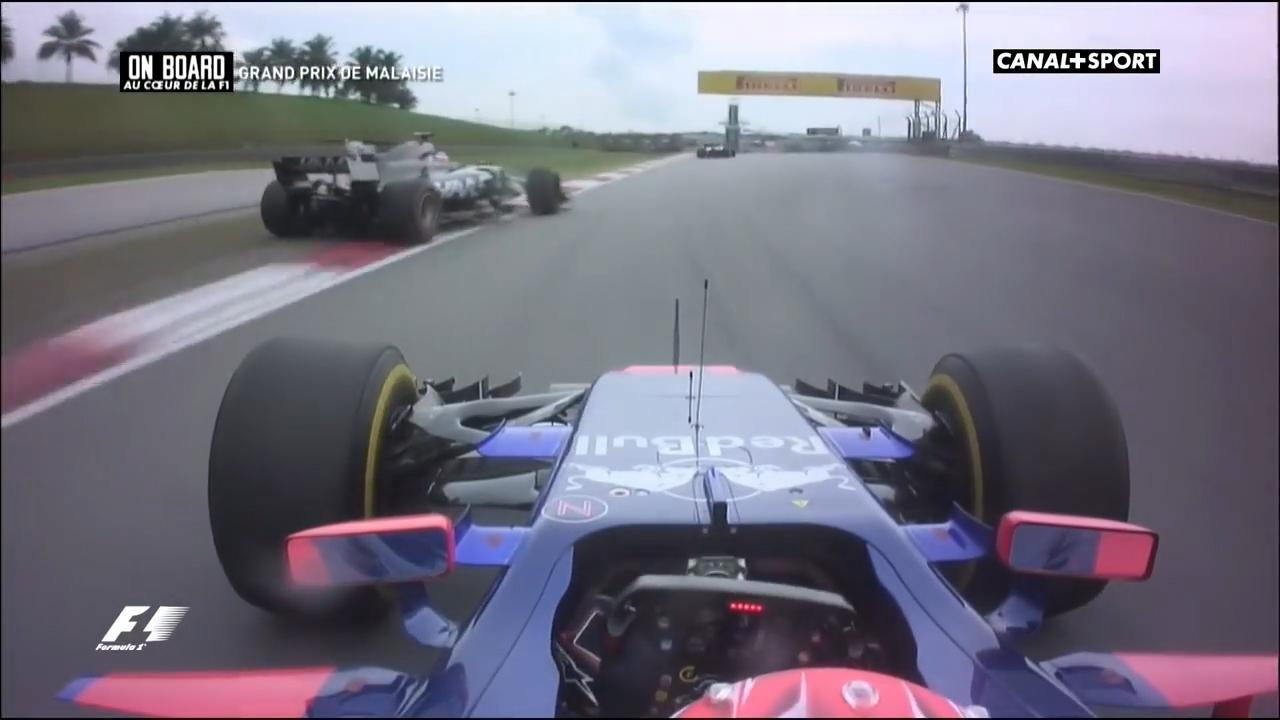 ON BOARD
AU CŒUR DE LA F1
GRAND PRIX DE MALAISIE
CANAL+SPORT
PIRELLI PIRELLI
Red Bull
F1
Formula 1